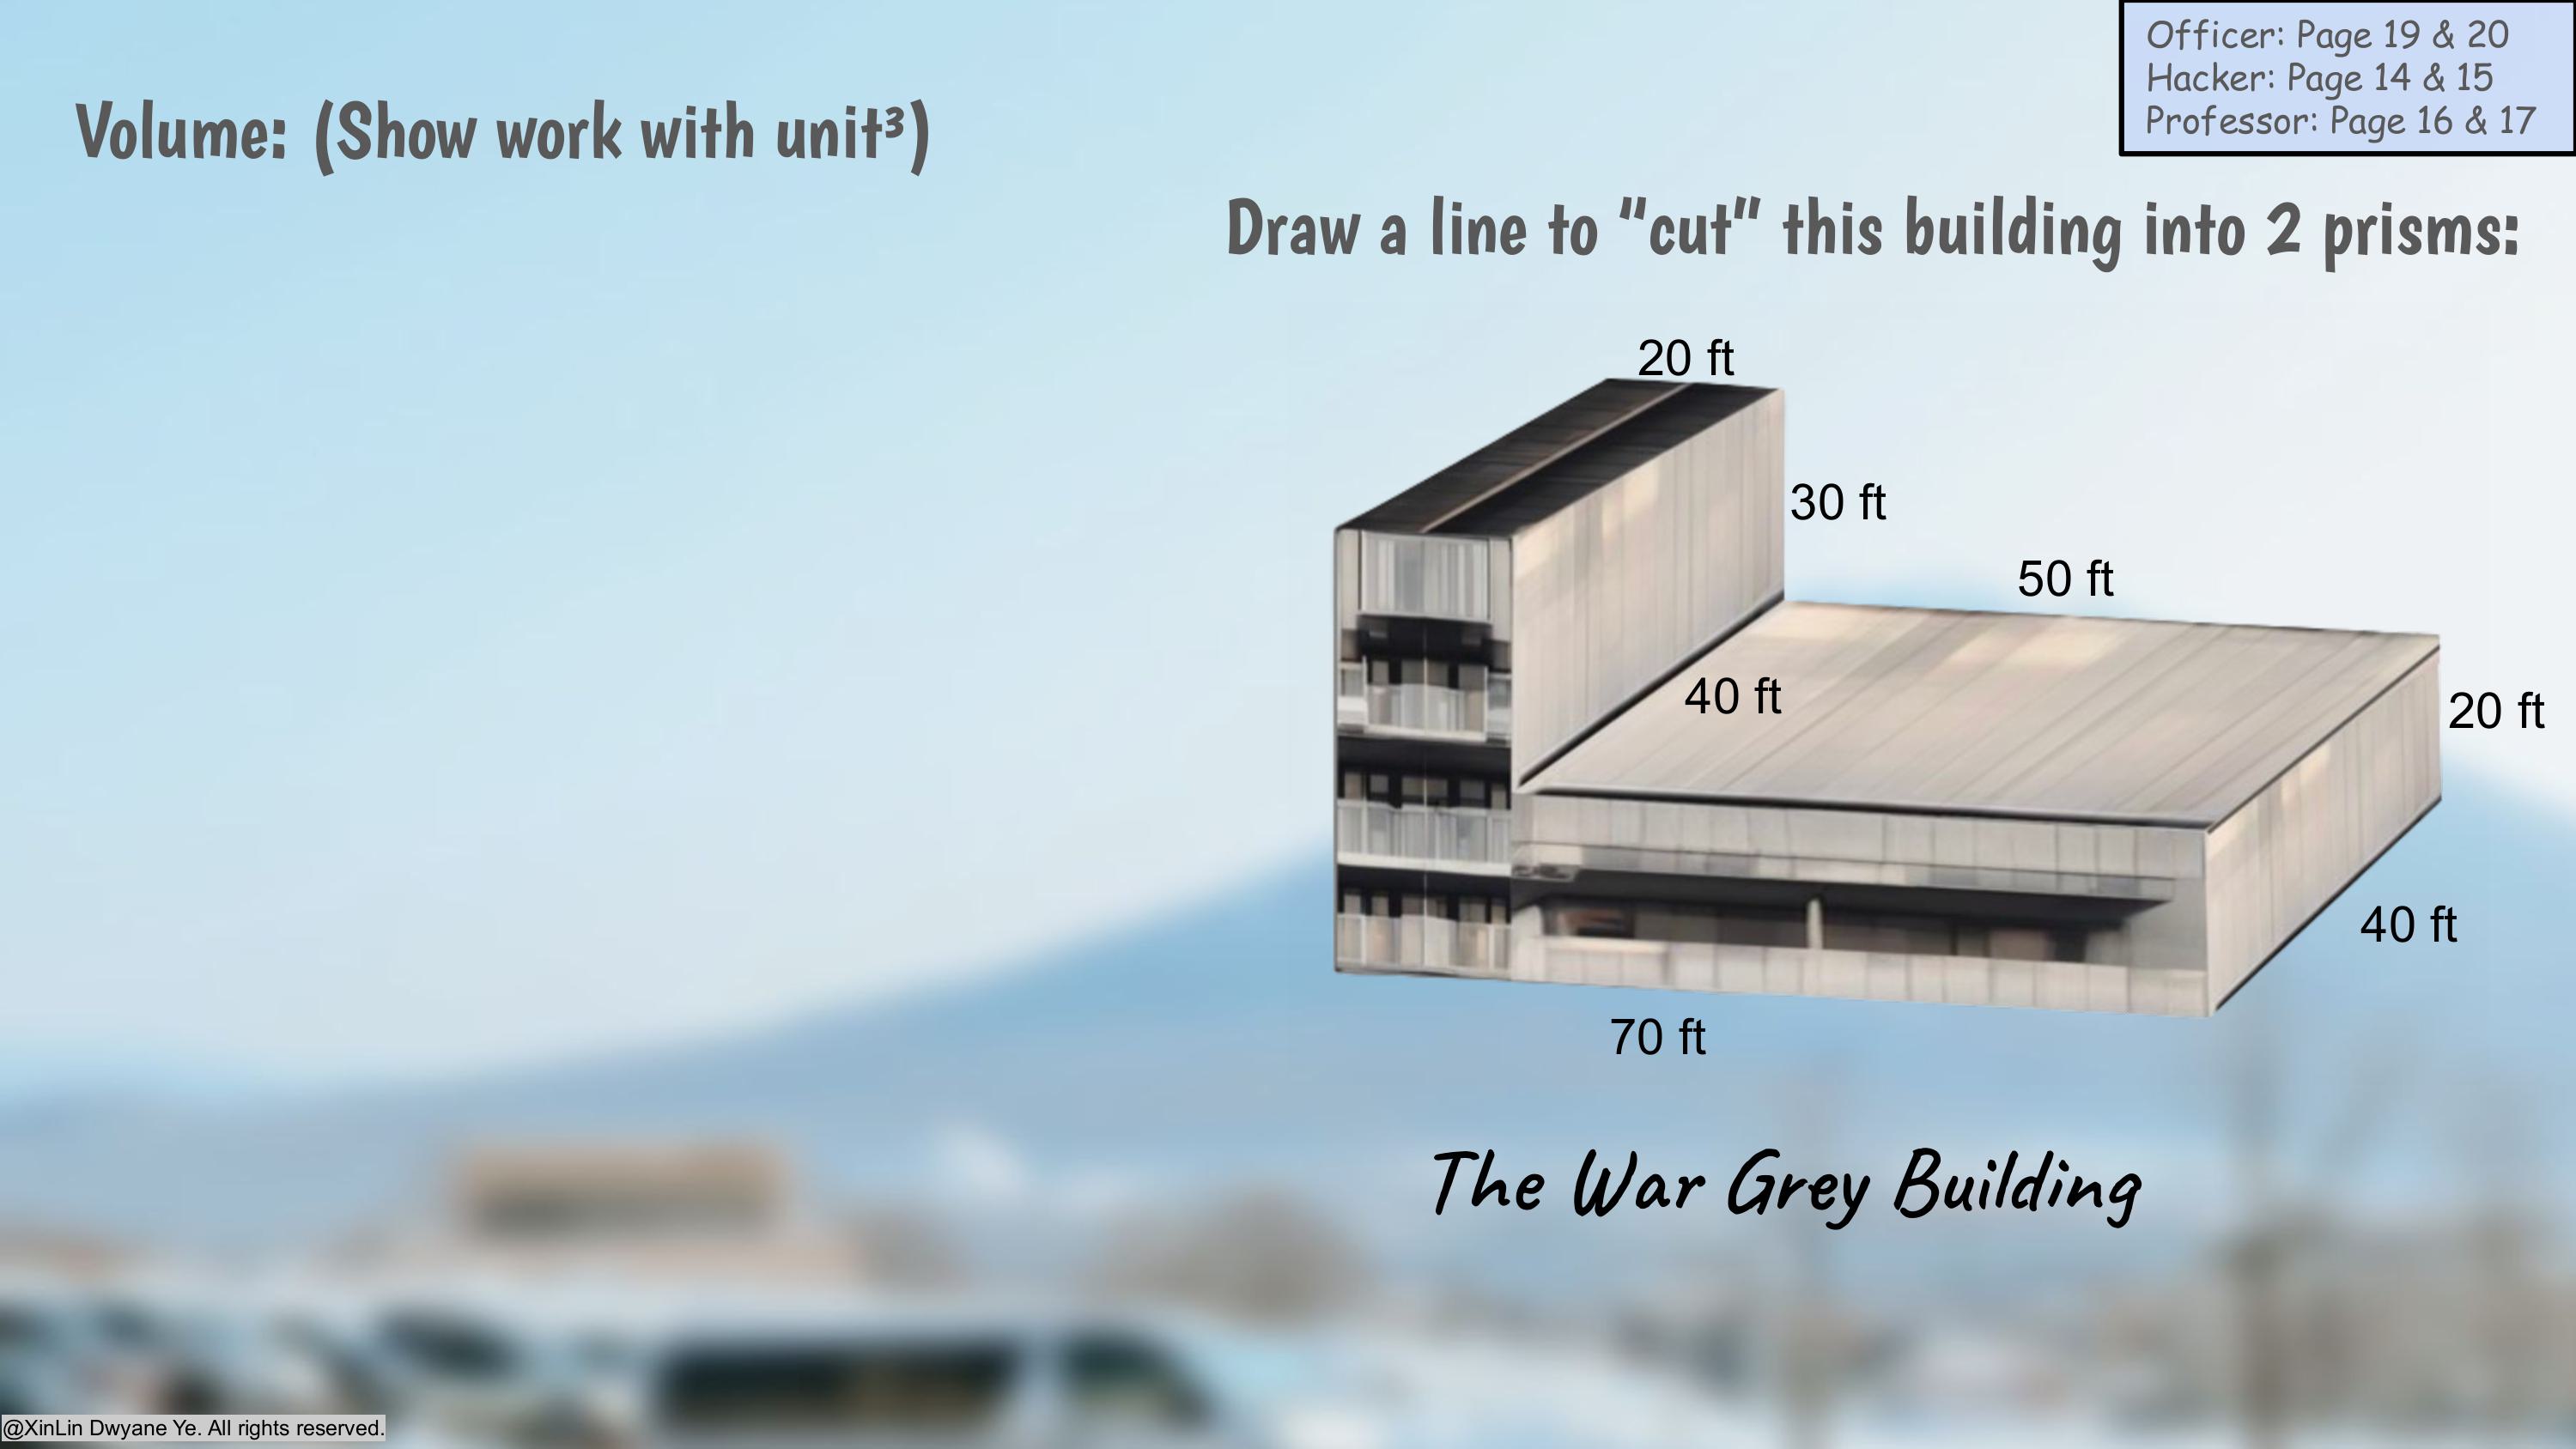 Officer: Page 19 & 20
Hacker: Page 14 & 15
Professor: Page 16 & 17
Volume: (Show work with unit³)
Draw a line to “cut” this building into 2 prisms:
20 ft
30 ft
50 ft
40 ft
20 ft
40 ft
70 ft
The War Grey Building
@XinLin Dwyane Ye. All rights reserved.